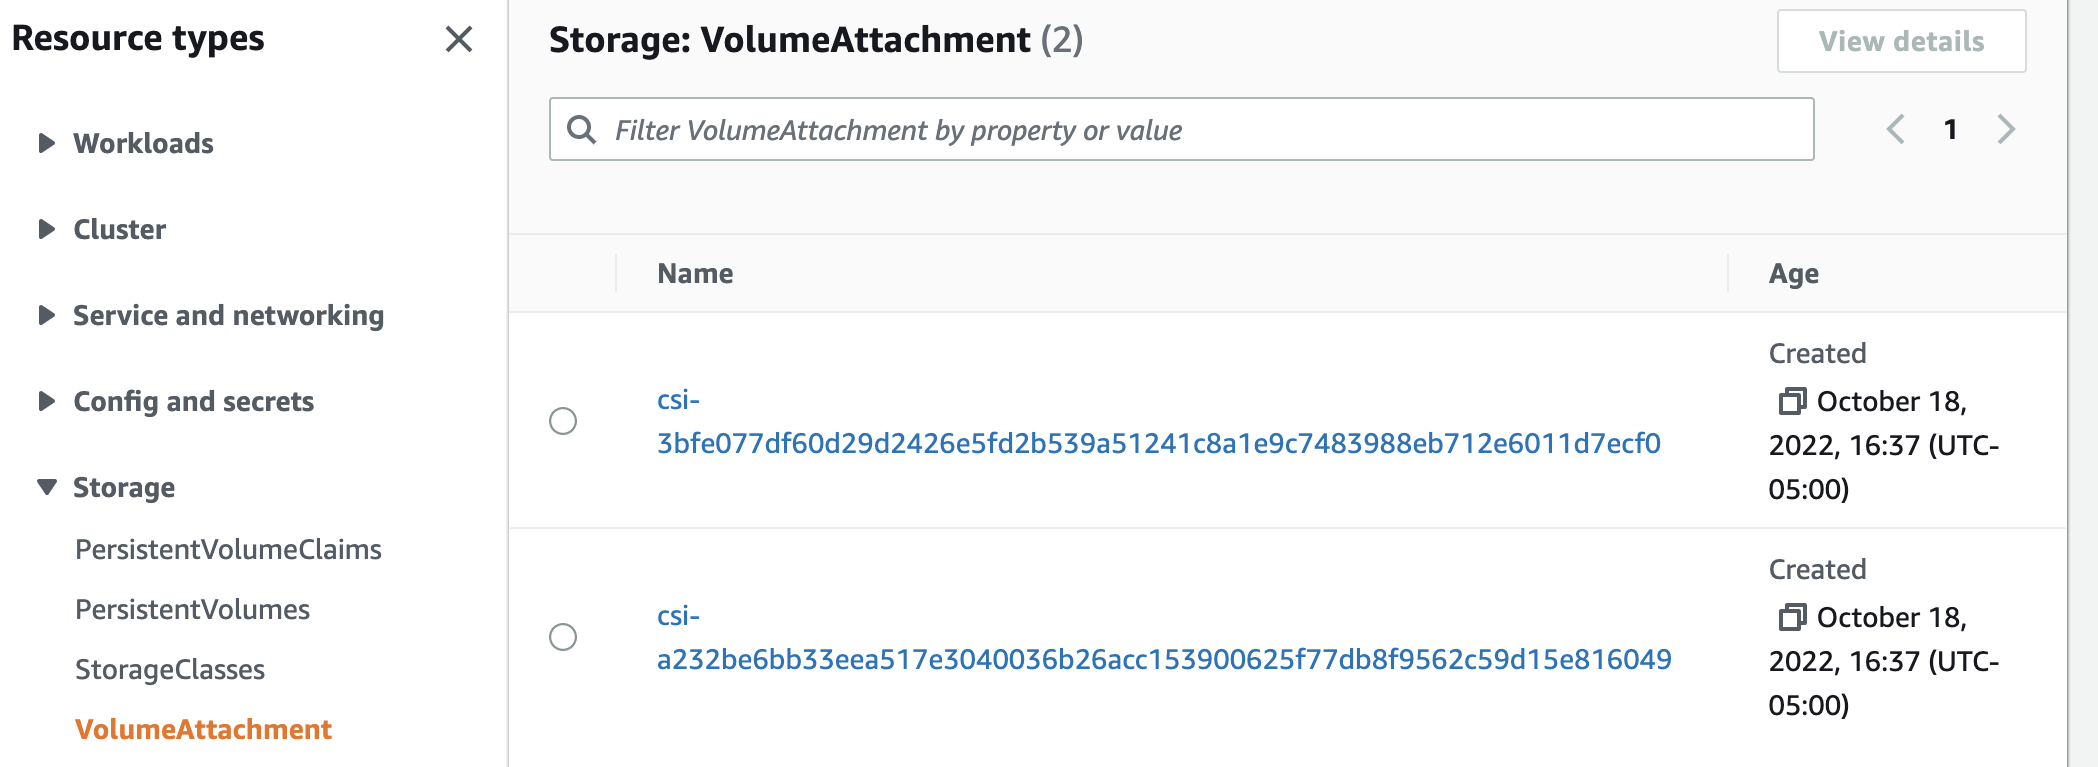 Resource types
Workloads
Cluster
Service and networking
Config and secrets
Storage
PersistentVolumeClaims
PersistentVolumes
StorageClasses
VolumeAttachment
Storage: VolumeAttachment (2)
View details
Filter VolumeAttachment by property or value
1
Name
Age
csi-
3bfe077df60d29d2426e5fd2b539a51241c8a1e9c7483988eb712e6011d7ecf0
Created
October 18,
2022, 16:37 (UTC-
05:00)
csi-
a232be6bb33eea517e3040036b26acc153900625f77db8f9562c59d15e816049
Created
October 18,
2022, 16:37 (UTC-
05:00)